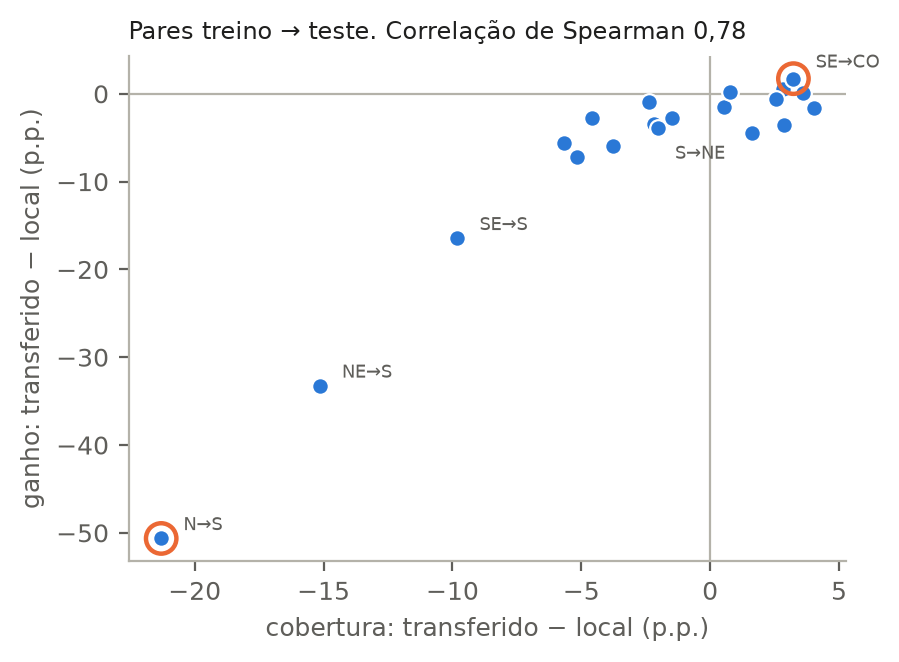 Pares treino → teste. Correlação de Spearman 0,78
SE→CO
S→NE
SE→S
NE→S
N→S
0
−10
−20
−30
−40
−50
ganho: transferido − local (p.p.)
−20
−15
−10
−5
0
5
cobertura: transferido − local (p.p.)